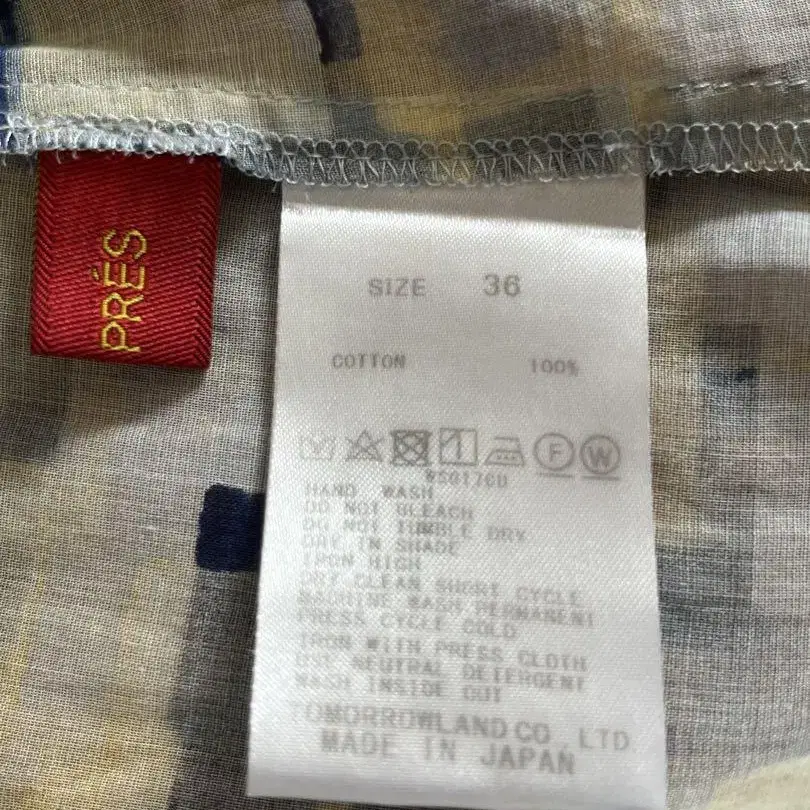 PRÉS
SIZE 36
COTTON 100%
F W
WS0176U
HAND WASH
DO NOT BLEACH
DO NOT TUMBLE DRY
DRY IN SHADE
IRON HIGH
DRY CLEAN SHORT CYCLE
MACHINE WASH PERMANENT
PRESS CYCLE COLD
IRON WITH PRESS CLOTH
USE NEUTRAL DETERGENT
WASH INSIDE OUT
TOMORROWLAND CO., LTD
MADE IN JAPAN